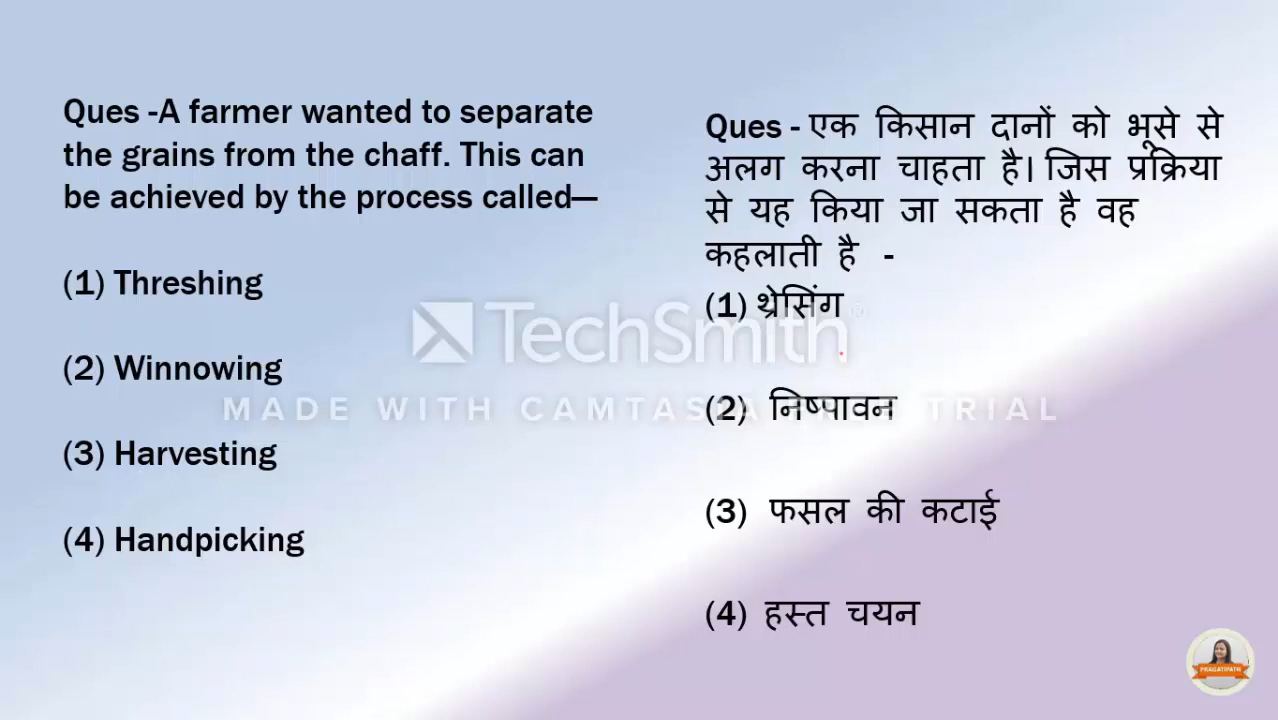 Ques -A farmer wanted to separate
the grains from the chaff. This can
be achieved by the process called—
(1) Threshing
(2) Winnowing
(3) Harvesting
(4) Handpicking
Ques - एक किसान दानों को भूसे से
अलग करना चाहता है। जिस प्रक्रिया
से यह किया जा सकता है वह
कहलाती है -
(1) थ्रेसिंग
(2) निष्पावन
(3) फसल की कटाई
(4) हस्त चयन
TechSmith®
MADE WITH CAMTASIA TRIAL
PRAGATIPATH